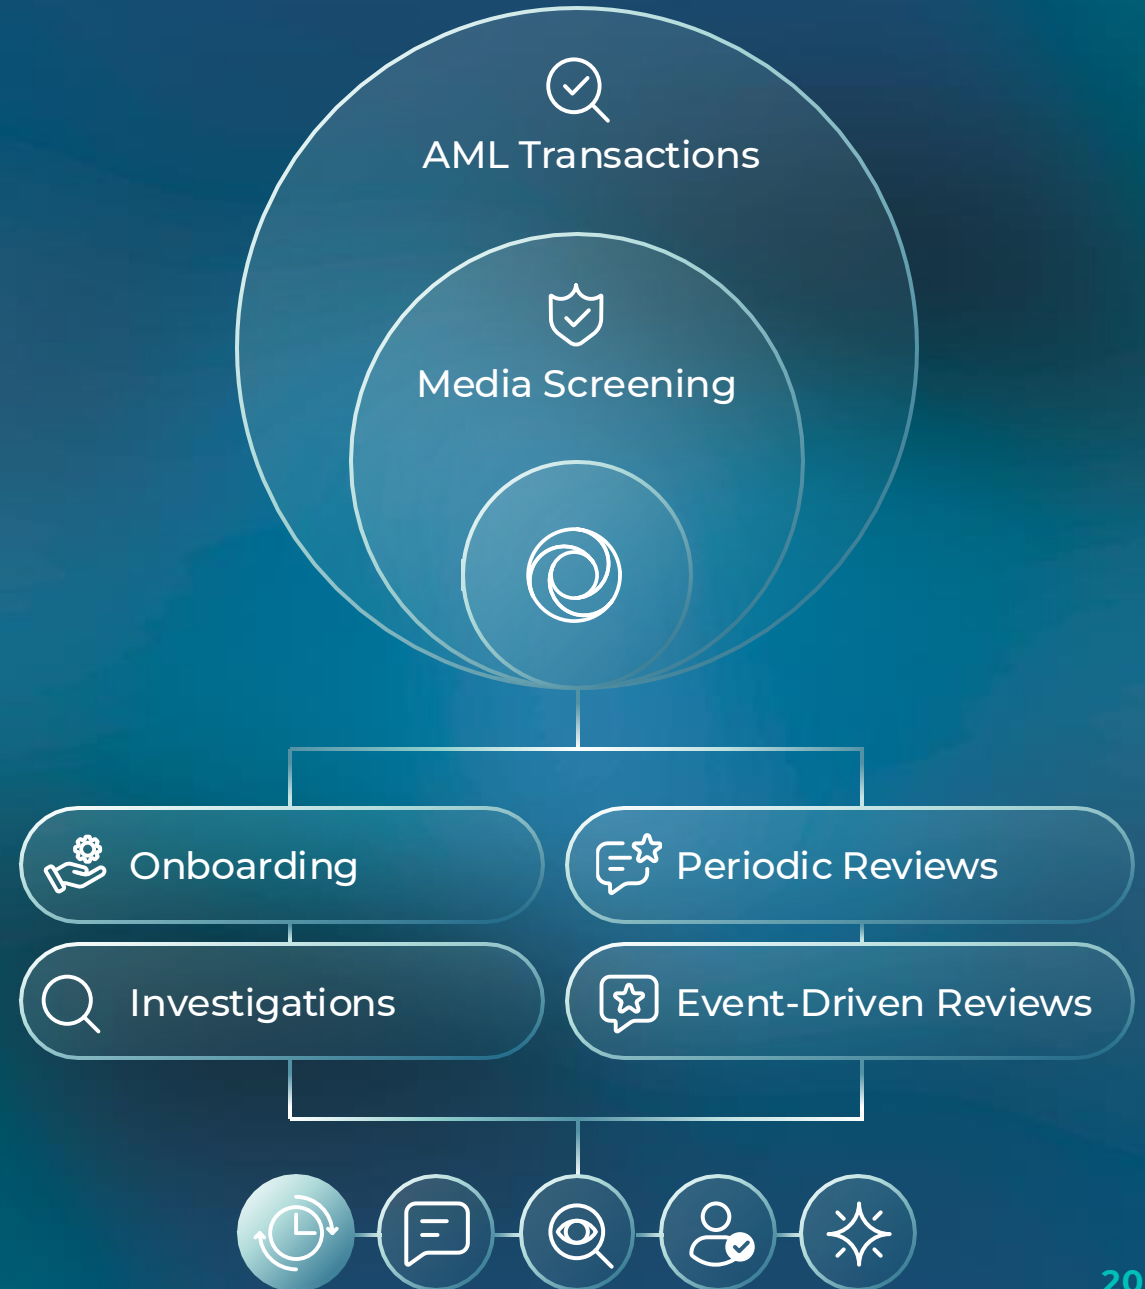 AML Transactions
Media Screening
Onboarding
Periodic Reviews
Investigations
Event-Driven Reviews
20